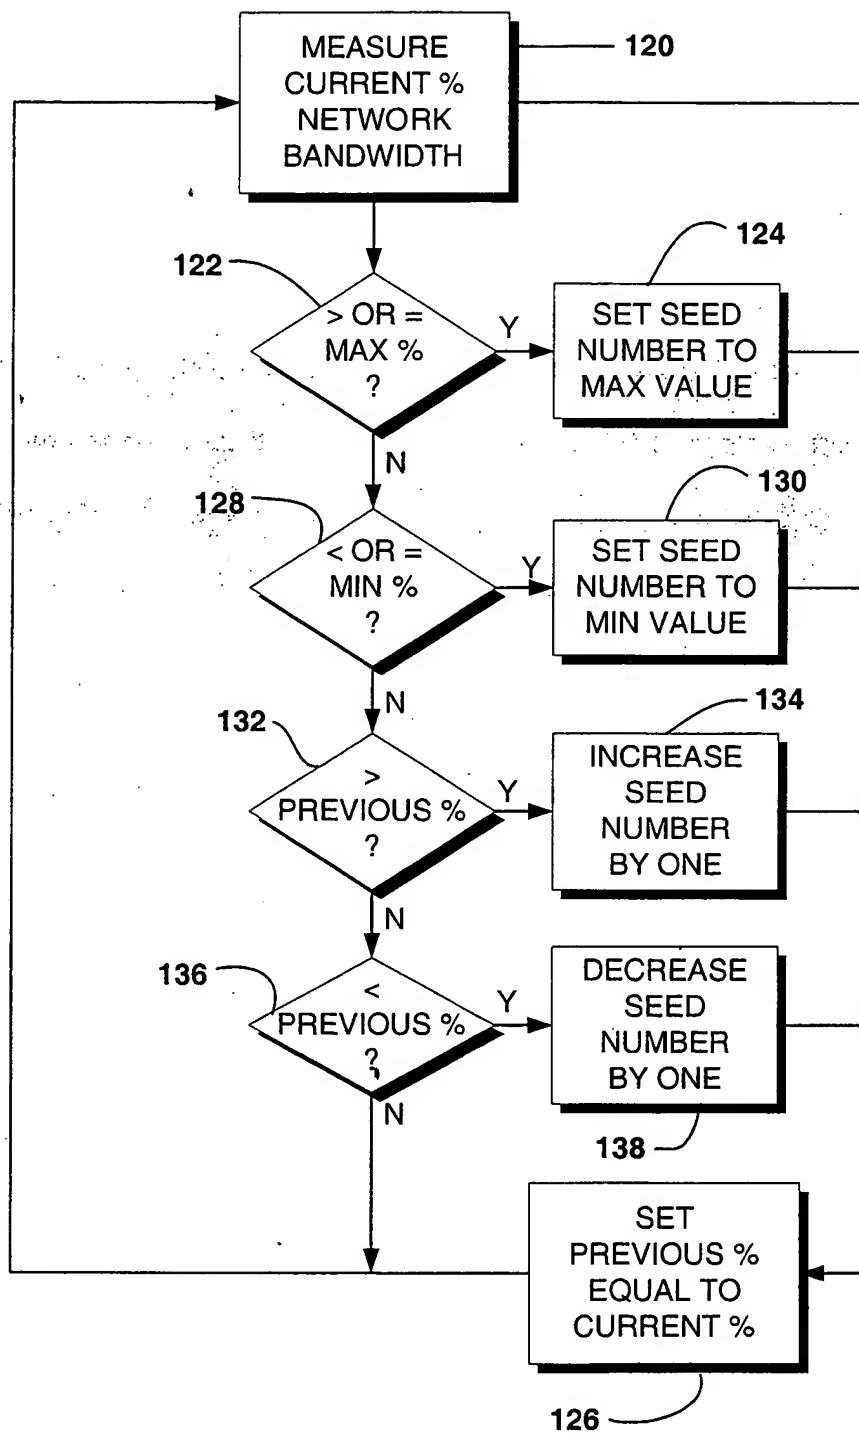 MEASURE
CURRENT %
NETWORK
BANDWIDTH
120
122
> OR =
MAX %
?
Y
N
124
SET SEED
NUMBER TO
MAX VALUE
128
< OR =
MIN %
?
Y
N
130
SET SEED
NUMBER TO
MIN VALUE
132
>
PREVIOUS %
?
Y
N
134
INCREASE
SEED
NUMBER
BY ONE
136
<
PREVIOUS %
?
Y
N
DECREASE
SEED
NUMBER
BY ONE
138
SET
PREVIOUS %
EQUAL TO
CURRENT %
126